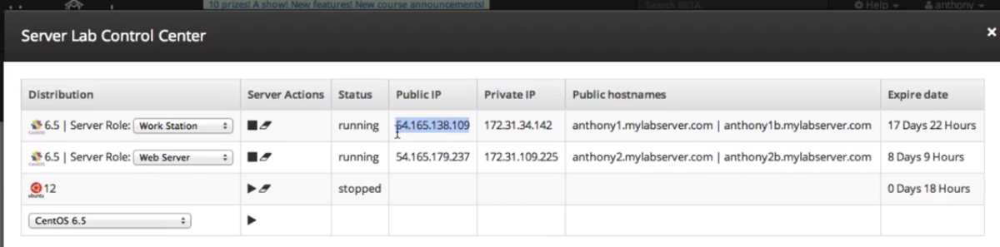 10 prizes! A show! New features! New course announcements!
Search BETA
Help
anthony
Server Lab Control Center
×
Distribution Server Actions Status Public IP Private IP Public hostnames Expire date
CentOS 6.5 | Server Role: Work Station running 54.165.138.109 172.31.34.142 anthony1.mylabserver.com | anthony1b.mylabserver.com 17 Days 22 Hours
CentOS 6.5 | Server Role: Web Server running 54.165.179.237 172.31.109.225 anthony2.mylabserver.com | anthony2b.mylabserver.com 8 Days 9 Hours
ubuntu 12 stopped 0 Days 18 Hours
CentOS 6.5